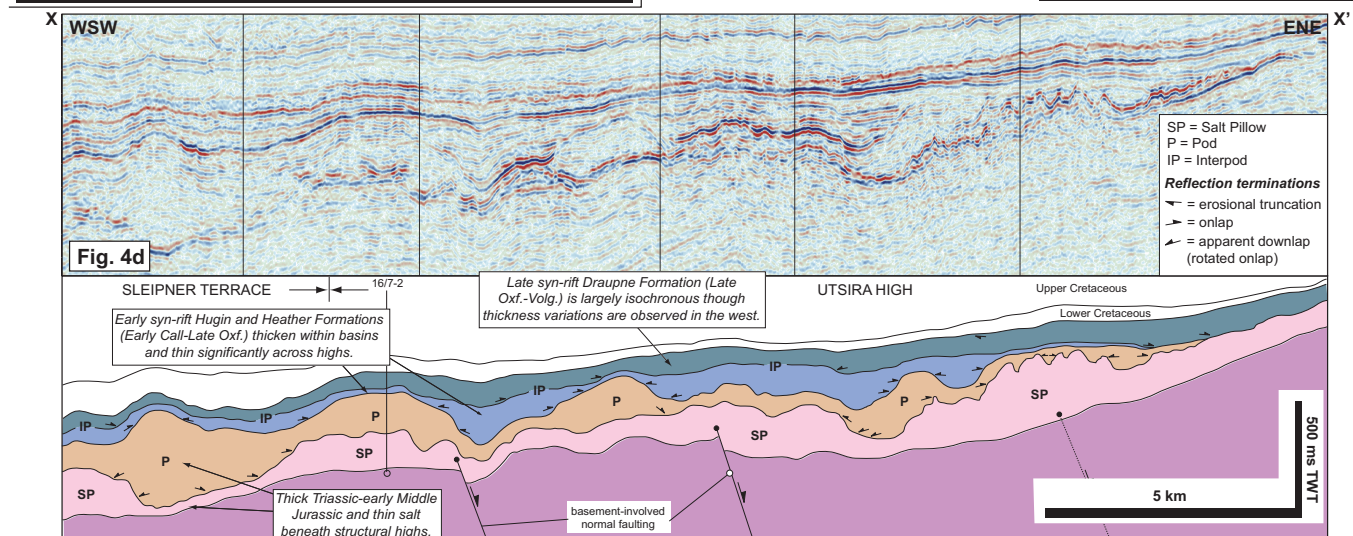 X
WSW
ENE
X'
SP = Salt Pillow
P = Pod
IP = Interpod
Reflection terminations
= erosional truncation
= onlap
= apparent downlap
(rotated onlap)
Fig. 4d
SLEIPNER TERRACE
16/7-2
Late syn-rift Draupne Formation (Late
Oxf.-Volg.) is largely isochronous though
thickness variations are observed in the west.
UTSIRA HIGH
Upper Cretaceous
Lower Cretaceous
Early syn-rift Hugin and Heather Formations
(Early Call-Late Oxf.) thicken within basins
and thin significantly across highs.
IP
IP
IP
IP
P
P
P
P
SP
SP
SP
SP
Thick Triassic-early Middle
Jurassic and thin salt
beneath structural highs.
basement-involved
normal faulting
5 km
500 ms TWT